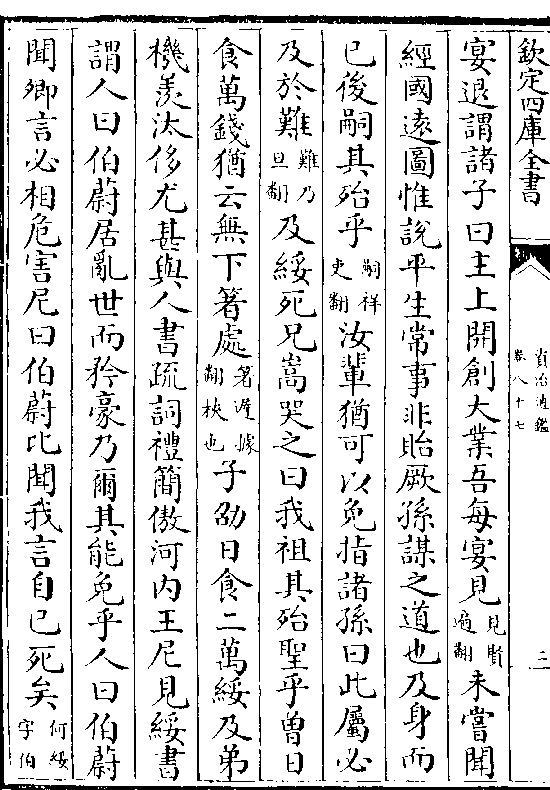 欽定四庫全書
資治通鑑
卷八十七
三
宴退謂諸子曰主上開創大業吾每宴見見賢遍翻未嘗聞
經國遠圖惟說平生常事非貽厥孫謀之道也及身而
已後嗣其殆乎嗣祥吏翻汝輩猶可以免指諸孫曰此屬必
及於難難乃旦翻及綏死兄嵩哭之曰我祖其殆聖乎曾日
食萬錢猶云無下箸處箸遲據翻梜也子劭日食二萬綏及弟
機羨汰侈尤甚與人書疏詞禮簡傲河内王尼見綏書
謂人曰伯蔚居亂世而矜豪乃爾其能免乎人曰伯蔚
聞卿言必相危害尼曰伯蔚比聞我言自已死矣何綏字伯